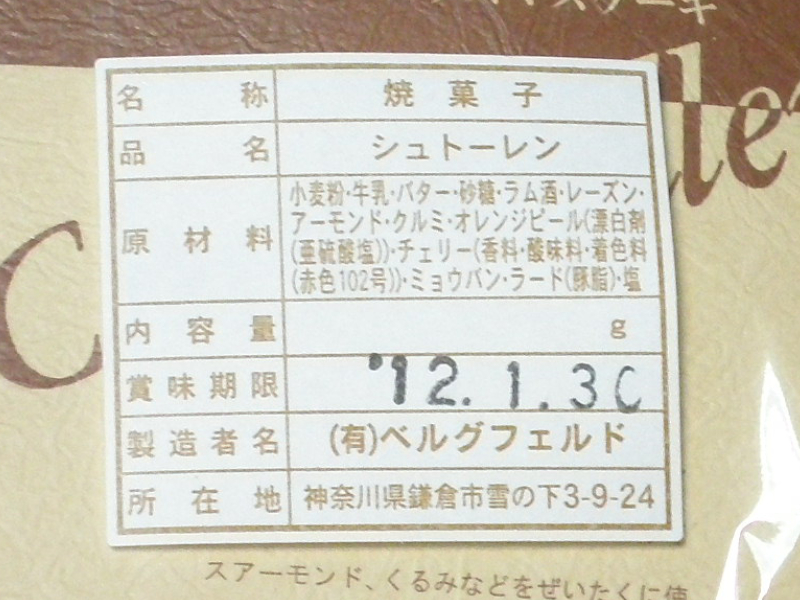 名称 焼菓子
品名 シュトーレン
原材料 小麦粉・牛乳・バター・砂糖・ラム酒・レーズン・
アーモンド・クルミ・オレンジピール(漂白剤
(亜硫酸塩))・チェリー(香料・酸味料・着色料
(赤色102号))・ミョウバン・ラード(豚脂)・塩
内容量 g
賞味期限 '12.1.30
製造者名 (有)ベルグフェルド
所在地 神奈川県鎌倉市雪の下3-9-24
スアーモンド、くるみなどをぜいたくに使